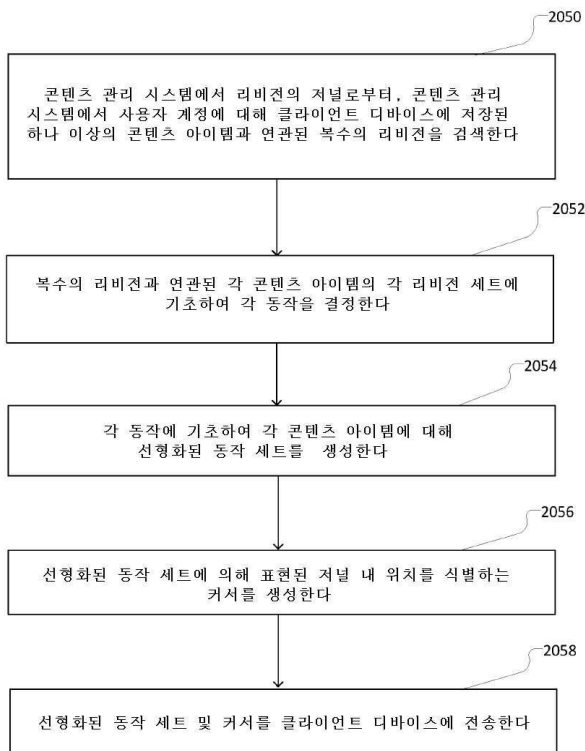 2050
콘텐츠 관리 시스템에서 리비전의 저널로부터, 콘텐츠 관리
시스템에서 사용자 계정에 대해 클라이언트 디바이스에 저장된
하나 이상의 콘텐츠 아이템과 연관된 복수의 리비전을 검색한다
2052
복수의 리비전과 연관된 각 콘텐츠 아이템의 각 리비전 세트에
기초하여 각 동작을 결정한다
2054
각 동작에 기초하여 각 콘텐츠 아이템에 대해
선형화된 동작 세트를 생성한다
2056
선형화된 동작 세트에 의해 표현된 저널 내 위치를 식별하는
커서를 생성한다
2058
선형화된 동작 세트 및 커서를 클라이언트 디바이스에 전송한다